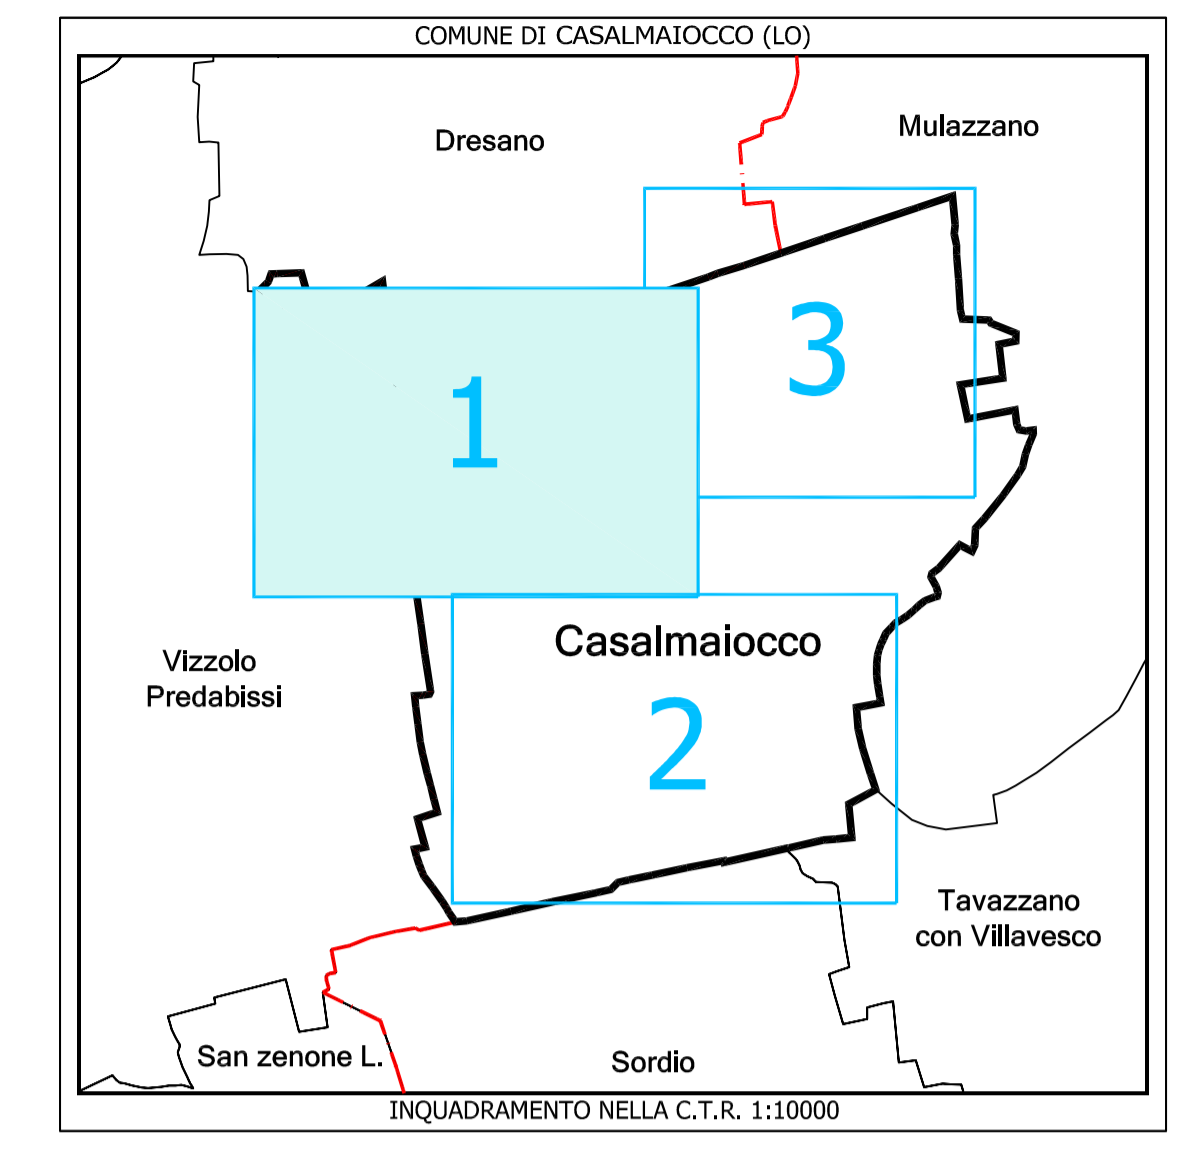 COMUNE DI CASALMAIOCCO (LO)
Mulazzano
Dresano
3
1
Casalmaiocco
Vizzolo
Predabissi
2
Tavazzano
con Villavesco
San zenone L.
Sordio
INQUADRAMENTO NELLA C.T.R. 1:10000